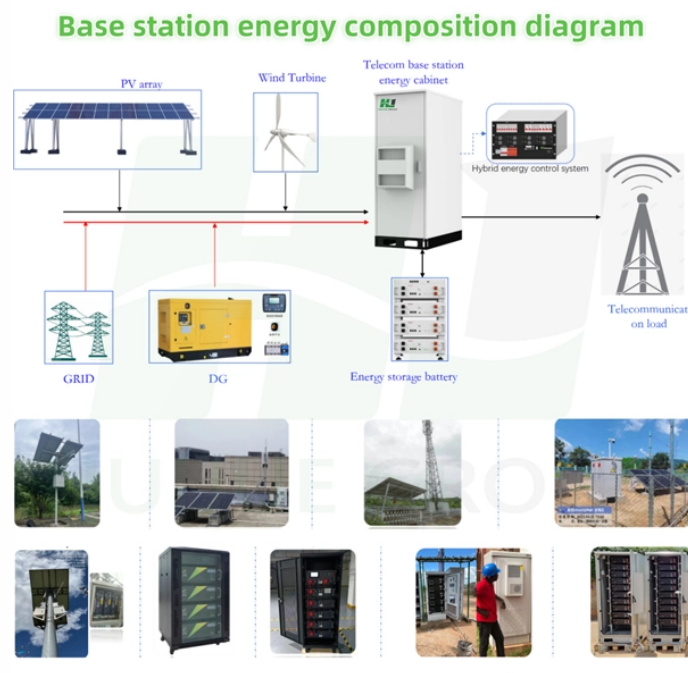 Base station energy composition diagram
PV array
Wind Turbine
Telecom base station
energy cabinet
Hybrid energy control system
Telecommunicat
on load
GRID
DG
Energy storage battery